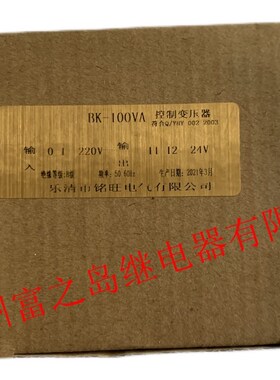 BK-100VA 控制变压器
符合Q/YHY 002 2003
输入 0 1 220V 输出 11 12 24V
绝缘等级:B级 频率:50 60Hz 生产日期:2021年3月
乐清市铭旺电气有限公司
州富之岛继电器有限